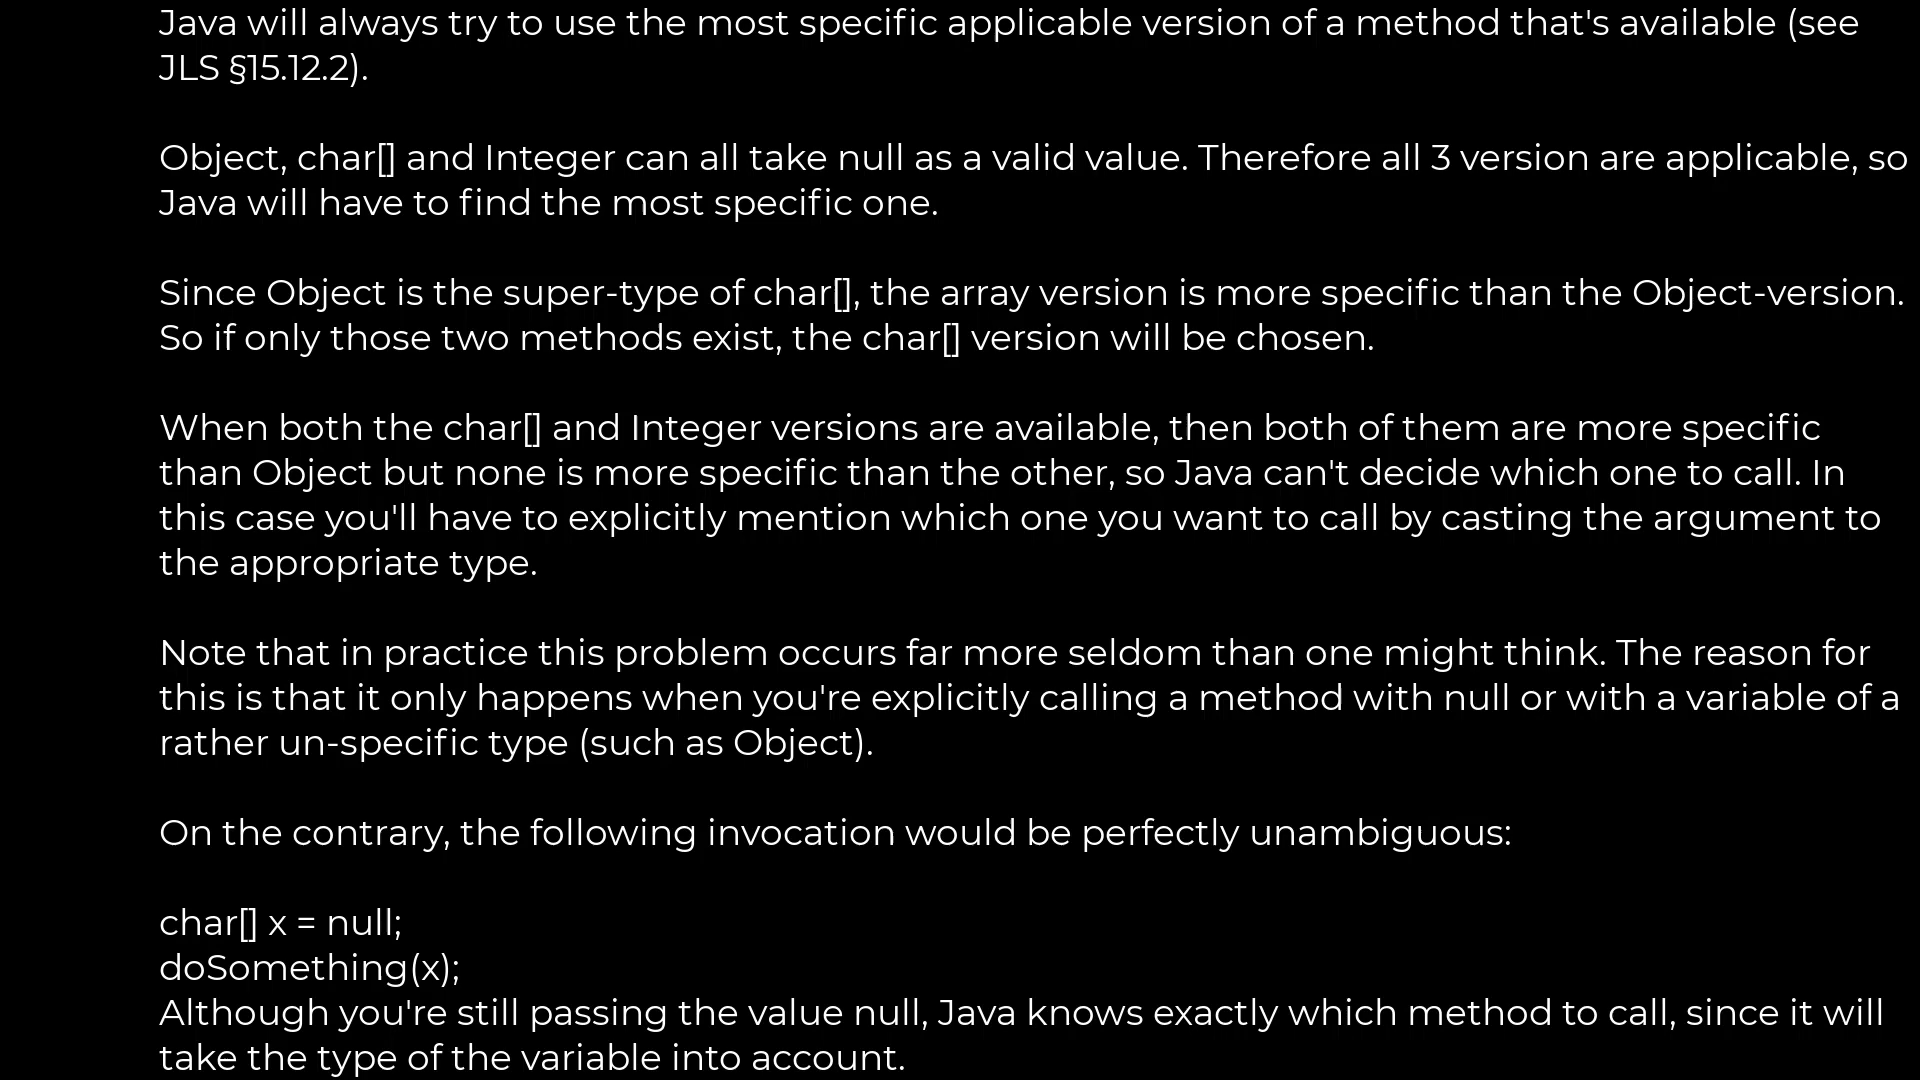 Java will always try to use the most specific applicable version of a method that's available (see
JLS §15.12.2).
Object, char[] and Integer can all take null as a valid value. Therefore all 3 version are applicable, so
Java will have to find the most specific one.
Since Object is the super-type of char[], the array version is more specific than the Object-version.
So if only those two methods exist, the char[] version will be chosen.
When both the char[] and Integer versions are available, then both of them are more specific
than Object but none is more specific than the other, so Java can't decide which one to call. In
this case you'll have to explicitly mention which one you want to call by casting the argument to
the appropriate type.
Note that in practice this problem occurs far more seldom than one might think. The reason for
this is that it only happens when you're explicitly calling a method with null or with a variable of a
rather un-specific type (such as Object).
On the contrary, the following invocation would be perfectly unambiguous:
char[] x = null;
doSomething(x);
Although you're still passing the value null, Java knows exactly which method to call, since it will
take the type of the variable into account.